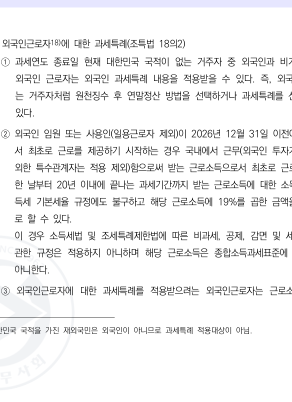 외국인근로자18)에 대한 과세특례(조특법 18의2)
① 과세연도 종료일 현재 대한민국 국적이 없는 거주자 중 외국인과 비거
외국인 근로자는 외국인 과세특례 내용을 적용받을 수 있다. 즉, 외국
는 거주자처럼 원천징수 후 연말정산 방법을 선택하거나 과세특례를 선
있다.
② 외국인 임원 또는 사용인(일용근로자 제외)이 2026년 12월 31일 이전에
서 최초로 근로를 제공하기 시작하는 경우 국내에서 근무(외국인 투자기
외한 특수관계자는 적용 제외)함으로써 받는 근로소득으로서 최초로 근로
한 날부터 20년 이내에 끝나는 과세기간까지 받는 근로소득에 대한 소득
득세 기본세율 규정에도 불구하고 해당 근로소득에 19%를 곱한 금액을
로 할 수 있다.
이 경우 소득세법 및 조세특례제한법에 따른 비과세, 공제, 감면 및 세
관한 규정은 적용하지 아니하며 해당 근로소득은 종합소득과세표준에
아니한다.
③ 외국인근로자에 대한 과세특례를 적용받으려는 외국인근로자는 근로소
한민국 국적을 가진 재외국민은 외국인이 아니므로 과세특례 적용대상이 아님.